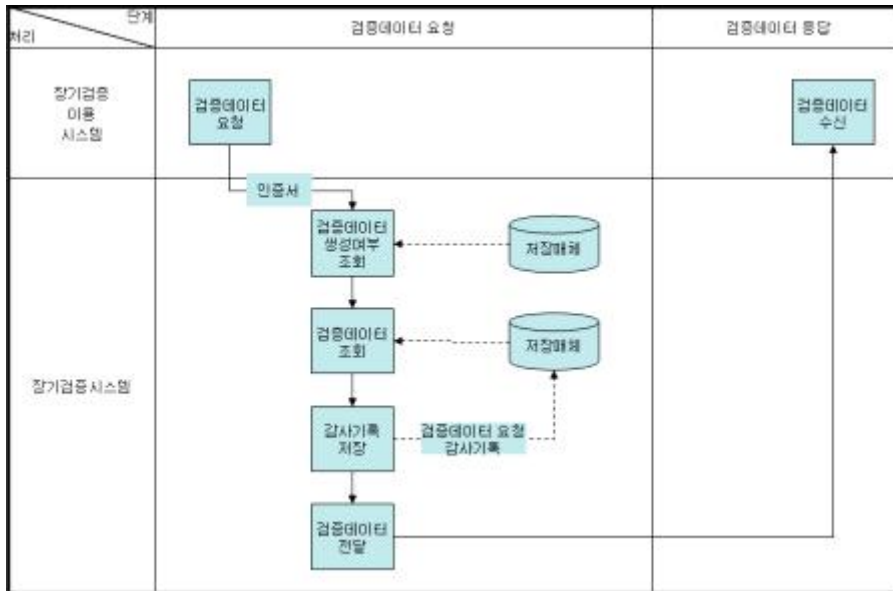 단계
처리
검증데이터 요청
검증데이터 응답
장기검증
이용
시스템
검증데이터
요청
검증데이터
수신
인증서
검증데이터
생성여부
조회
저장매체
검증데이터
조회
저장매체
장기검증시스템
감사기록
저장
검증데이터 요청
감사기록
검증데이터
전달